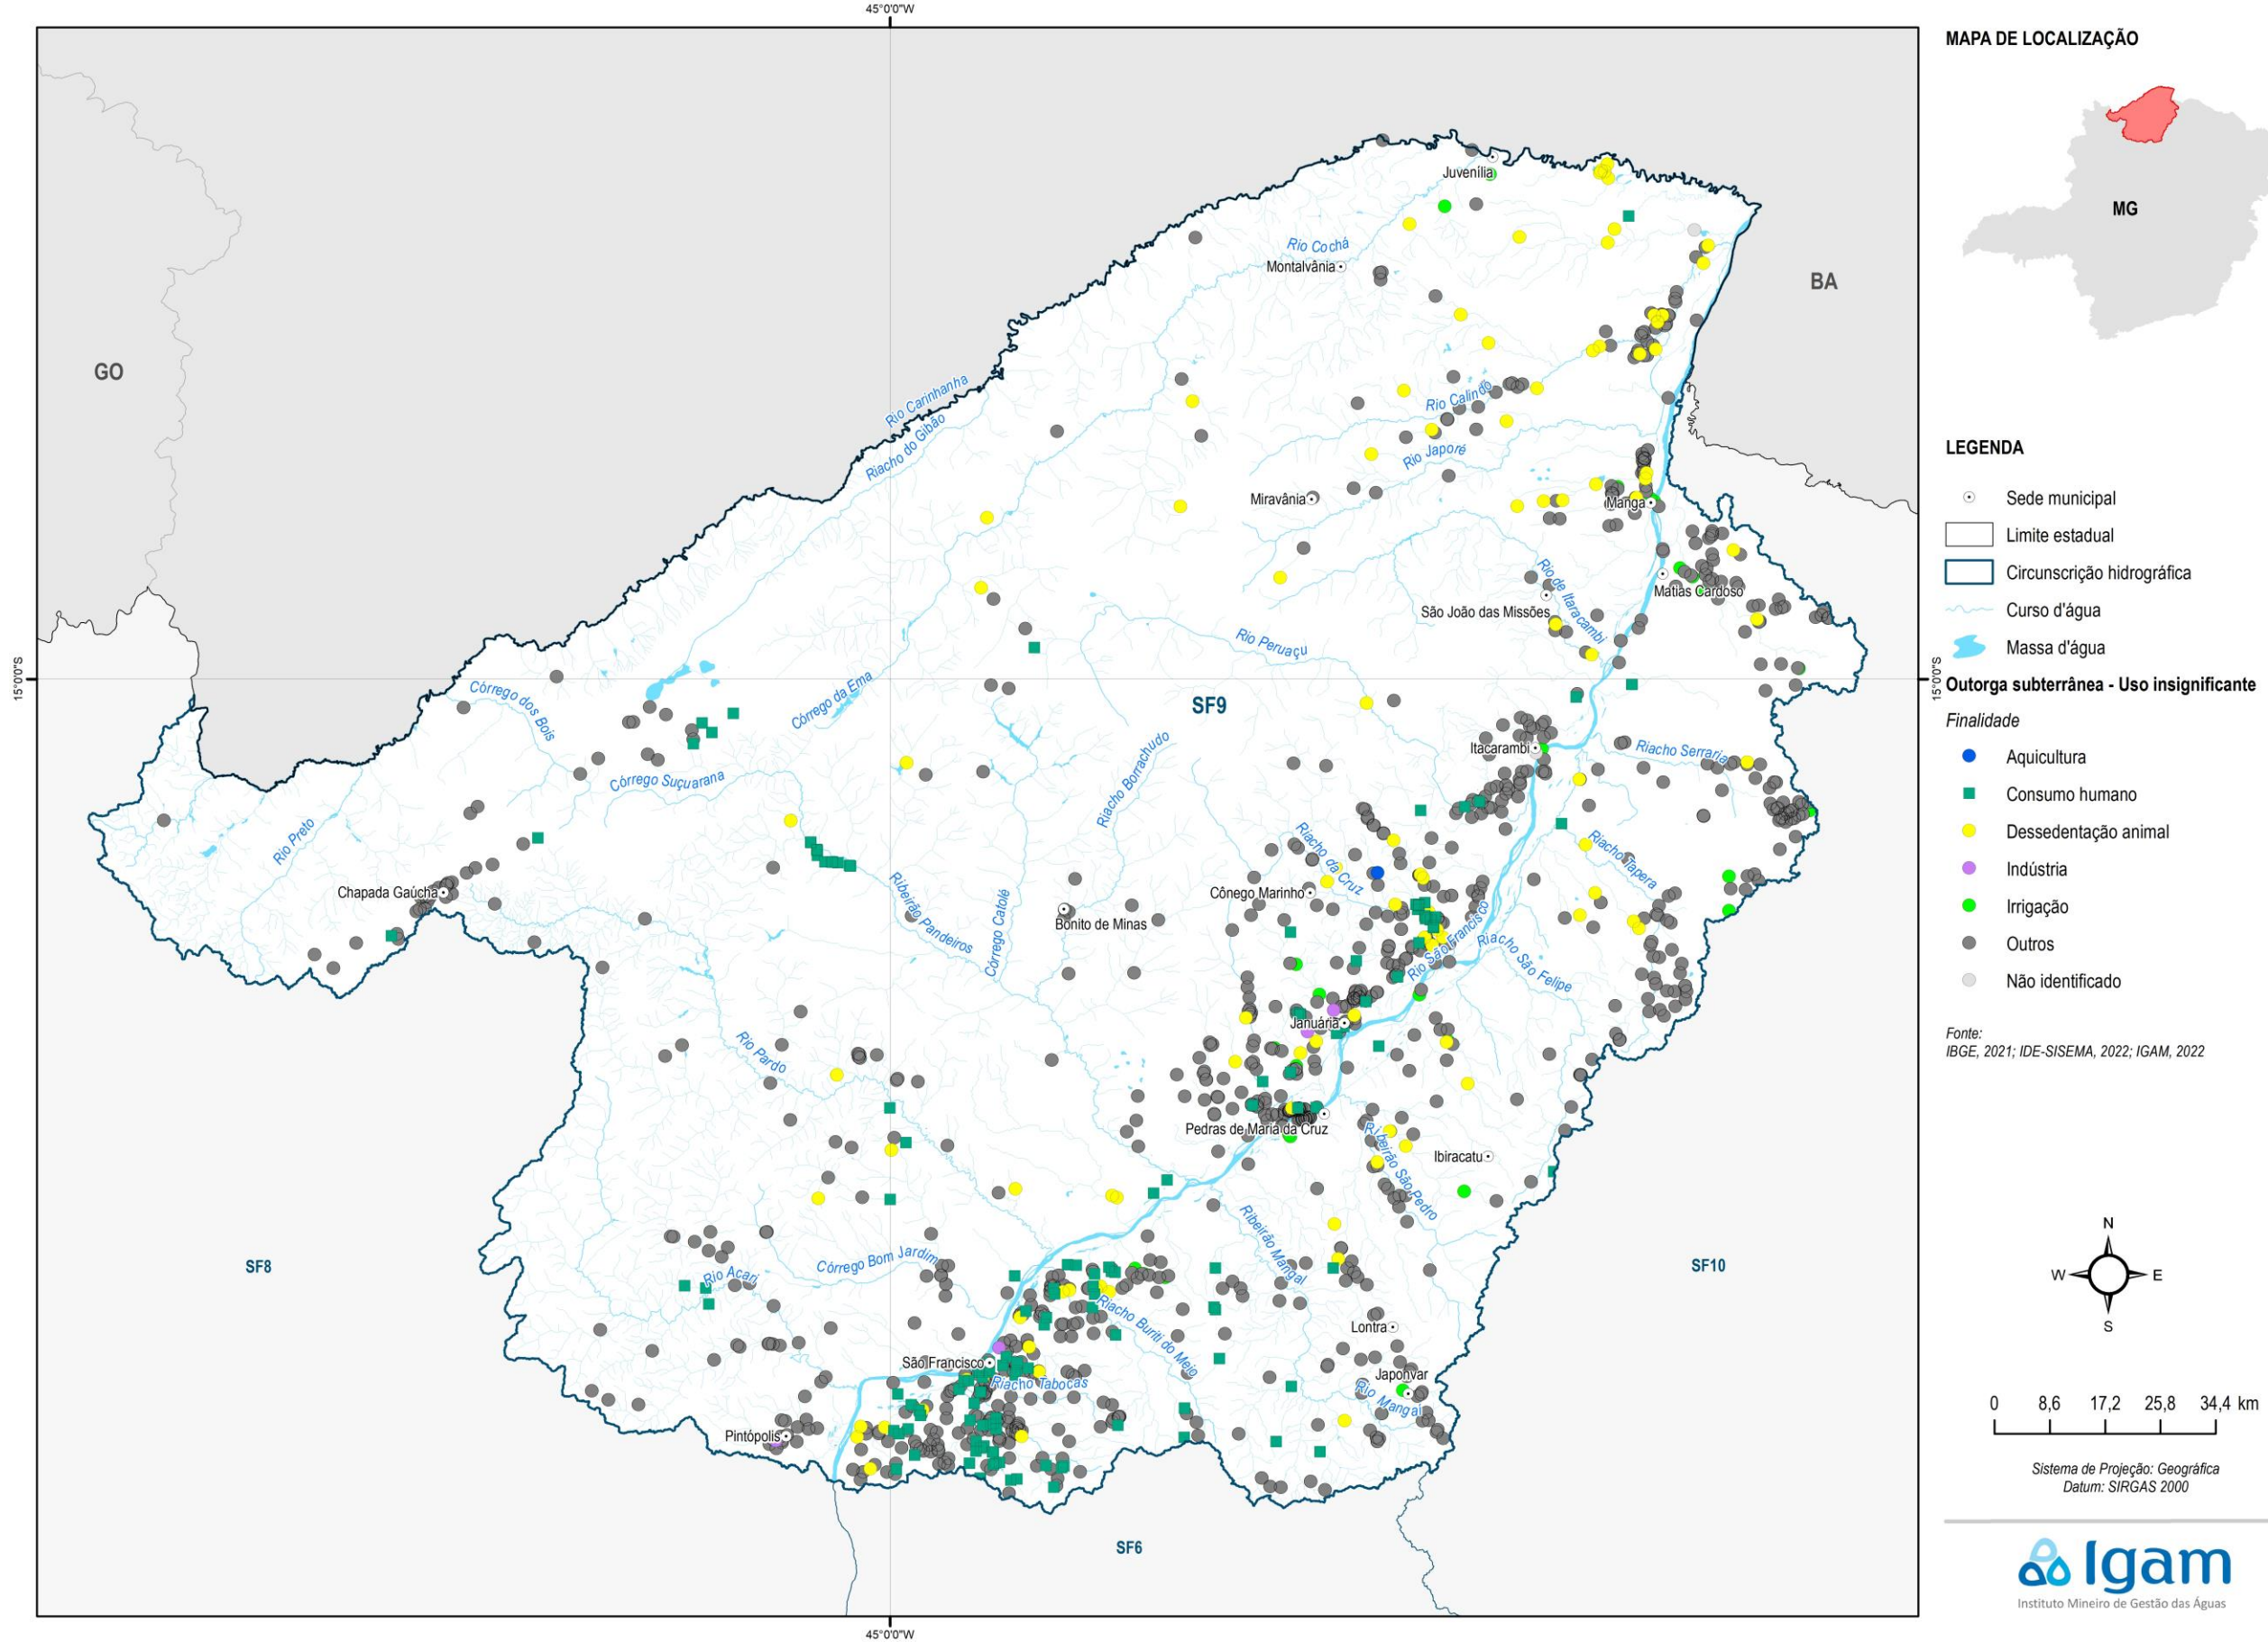 45°0'0"W
MAPA DE LOCALIZAÇÃO
MG
GO
BA
Juvenília
Rio Cochá
Montalvânia
Rio Carinhanha
Riacho do Gibão
Rio Calindo
Rio Japoré
Miravânia
Manga
Rio de Itaracambi
Matias Cardoso
São João das Missões
Rio Peruaçu
15°0'0"S
15°0'0"S
Córrego dos Bois
Córrego da Ema
SF9
Itacarambi
Riacho Serraria
Riacho Borrachudo
Córrego Suçuarana
Rio Preto
Riacho da Cruz
Riacho Tapera
Chapada Gaúcha
Cônego Marinho
Ribeirão Pandeiros
Córrego Catolé
Bonito de Minas
Rio São Francisco
Riacho São Felipe
Januária
Rio Pardo
Pedras de Maria da Cruz
Ribeirão São Pedro
Ibiracatu
Ribeirão Mangal
Córrego Bom Jardim
Rio Acari
SF8
SF10
Riacho Buriti do Meio
Lontra
São Francisco
Riacho Tabocas
Japonvar
Rio Mangal
Pintópolis
SF6
45°0'0"W
LEGENDA
Sede municipal
Limite estadual
Circunscrição hidrográfica
Curso d'água
Massa d'água
Outorga subterrânea - Uso insignificante
Finalidade
Aquicultura
Consumo humano
Dessedentação animal
Indústria
Irrigação
Outros
Não identificado
Fonte:
IBGE, 2021; IDE-SISEMA, 2022; IGAM, 2022
N
W E
S
0 8,6 17,2 25,8 34,4 km
Sistema de Projeção: Geográfica
Datum: SIRGAS 2000
Igam
Instituto Mineiro de Gestão das Águas